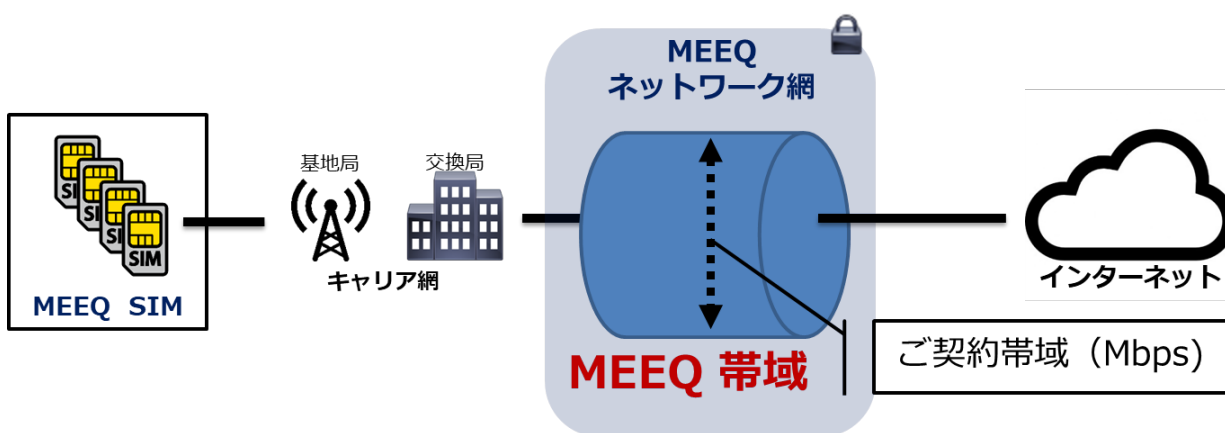 MEEQ
ネットワーク網
基地局
交換局
SIM
SIM
SIM
SIM
キャリア網
MEEQ SIM
インターネット
MEEQ 帯域
ご契約帯域（Mbps）